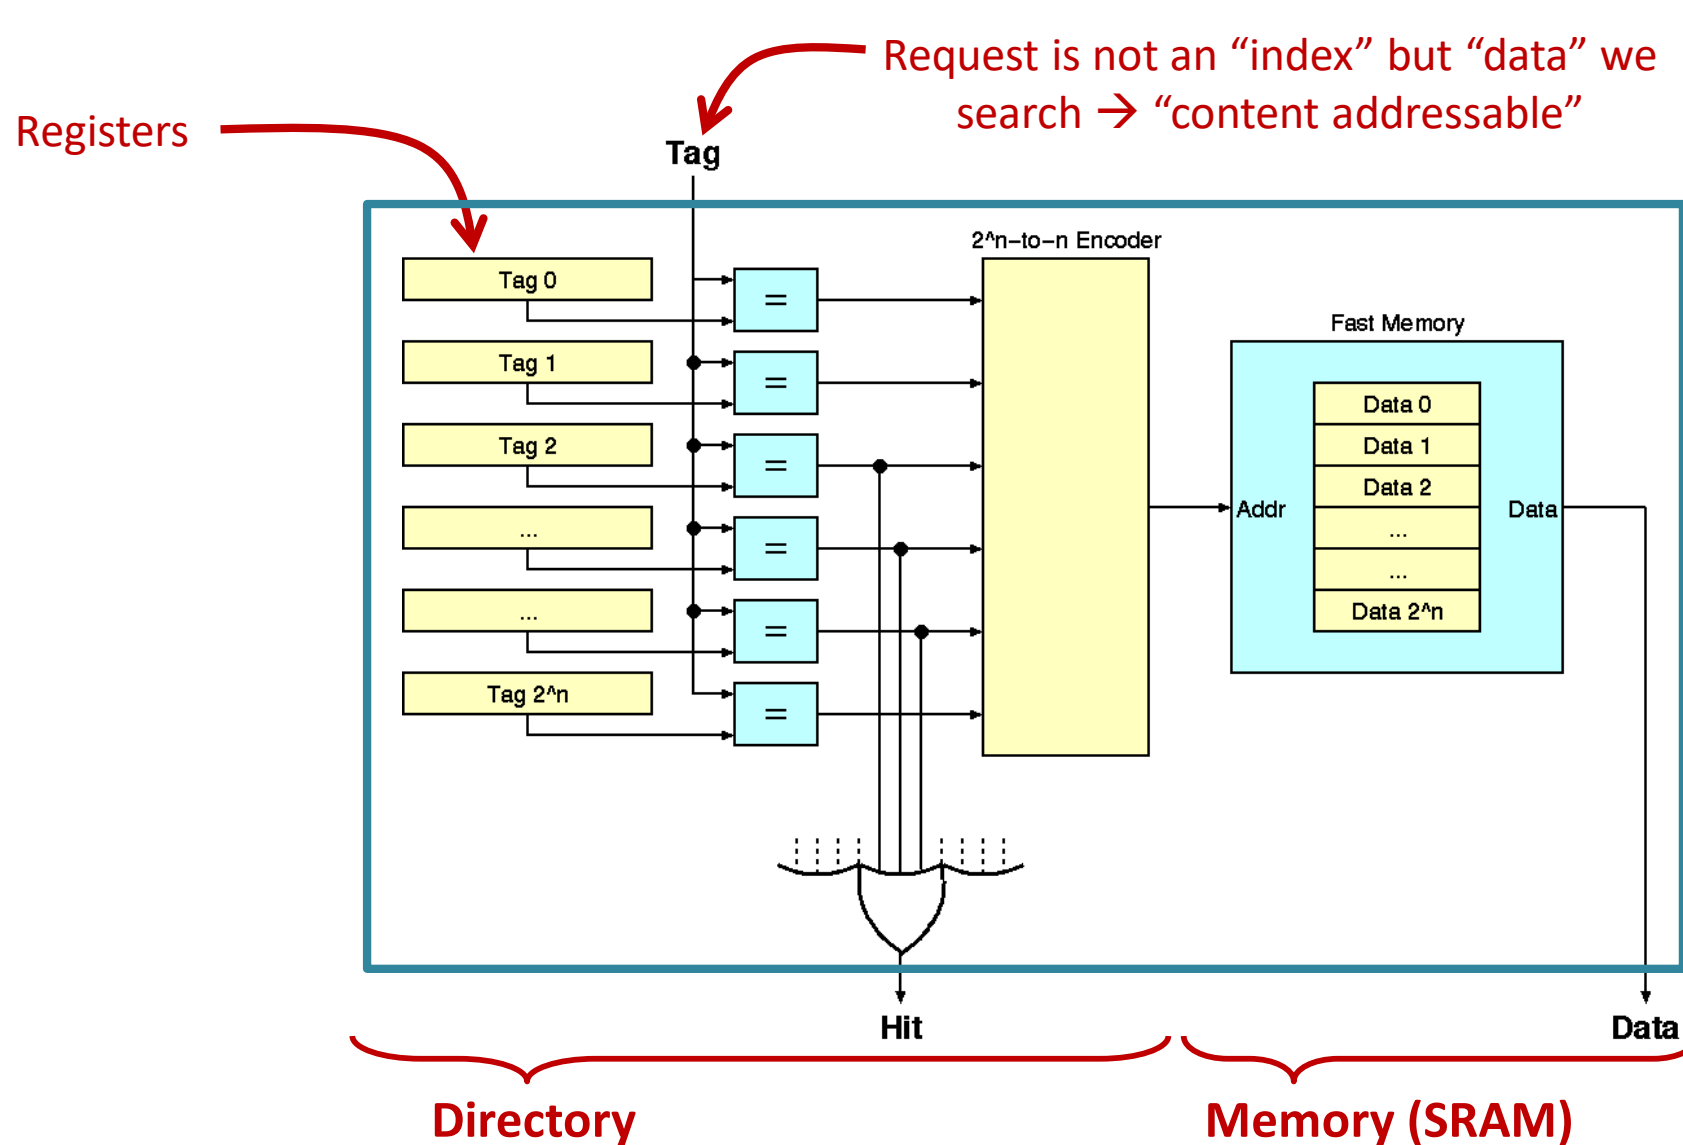 Request is not an “index” but “data” we
search → “content addressable”
Registers
Tag
2^n−to−n Encoder
Tag 0
=
Fast Memory
Tag 1
=
Data 0
Tag 2
=
Data 1
Data 2
Addr
Data
...
=
...
...
...
=
Data 2^n
Tag 2^n
=
Hit
Data
Directory
Memory (SRAM)